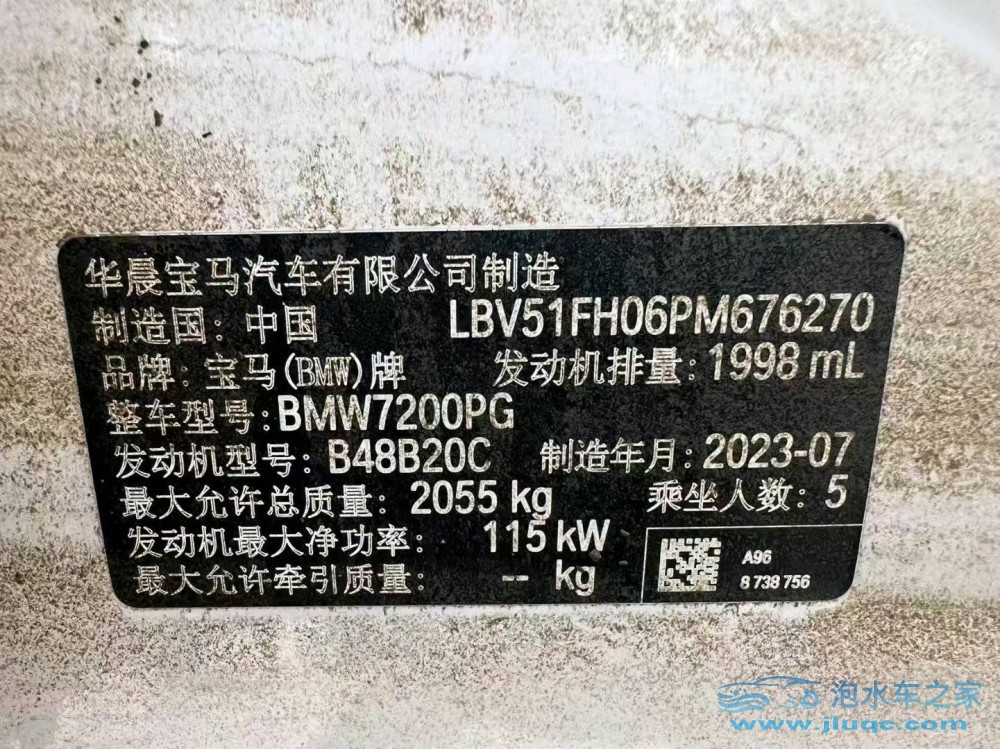 华晨宝马汽车有限公司制造
制造国：中国 LBV51FH06PM676270
品牌：宝马(BMW)牌 发动机排量：1998 mL
整车型号：BMW7200PG
发动机型号：B48B20C 制造年月：2023-07
最大允许总质量：2055 kg 乘坐人数：5
发动机最大净功率：115 kW
最大允许牵引质量：-- kg
A96
8 738 756
泡水车之家
www.jluqc.com